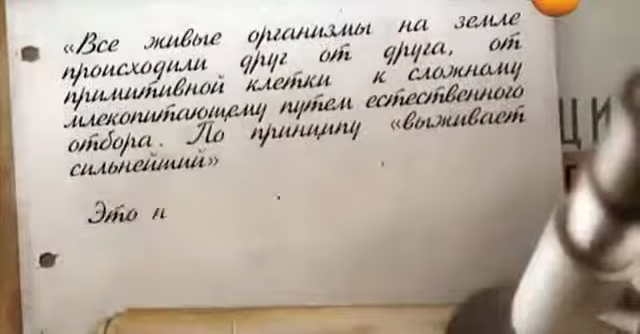 «Все живые организмы на земле
происходили друг от друга, от
примитивной клетки к сложному
млекопитающему путем естественного
отбора. По принципу «выживает
сильнейший»
Это н
ЦИ